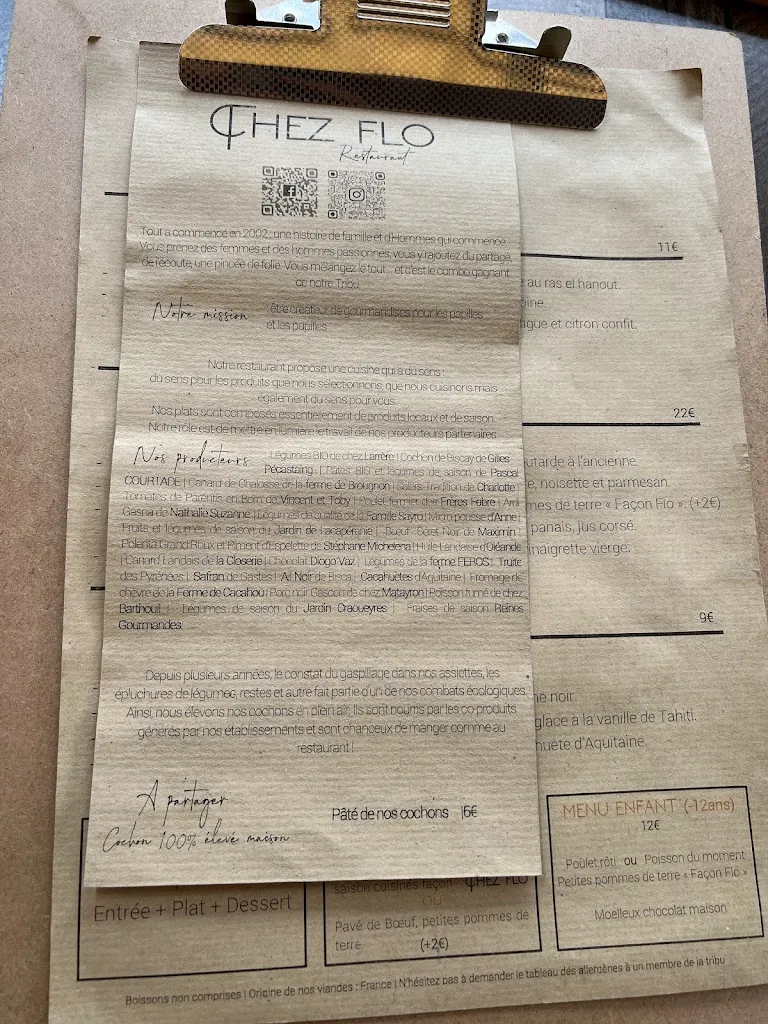 CHEZ FLO
Restaurant
Tout a commencé en 2002, une histoire de famille et d'Hommes qui commence.
Vous prenez des femmes et des hommes passionnés, vous y rajoutez du partage,
de l'écoute, une pincée de folie. Vous mélangez le tout... et c'est le combo gagnant
de notre Tribu
Notre mission : être créateur de gourmandises pour les papilles
et les pupilles
Notre restaurant propose une cuisine qui a du sens :
du sens pour les produits que nous sélectionnons, que nous cuisinons mais
également du sens pour vous.
Nos plats sont composés essentiellement de produits locaux et de saison.
Notre rôle est de mettre en lumière le travail de nos producteurs partenaires
Nos producteurs : Légumes BIO de chez Larrère | Cochon de Biscay de Gilles
Pécastaing | Pates BIO et légumes de saison de Pascal
COURTADE | Canard de Chalosse de la ferme de Brougnon | Tradition de Charlotte |
Tomates de Parentis en Born de Vincent et Toby | Poulet fermier des Frères Fabre | Ardi
Gasna de Nathalie Suzanne | Légumes de qualité de la Famille Sayro | Micro pousse d'Anne |
Fruits et légumes de saison du Jardin de | Bœuf de Maximin |
Polenta Grand Roux et Piment d'espelette de Stéphane Michelena | Huile Landaise d'Oléande
| Canard Landais de la Closerie | Chocolat Diogo Vaz | Légumes de la ferme FEROS | Truite
des Pyrénées | Safran de Gastes | Ail Noir de Bisca | Cacahuètes d'Aquitaine | Fromage de
chèvre de la Ferme de Cacahou | Porc noir Gascon de chez Matayron | Poisson fumé de chez
Barthouil | Légumes de saison du Jardin Craoueyres | Fraises de saison Reines
Gourmandes.
Depuis plusieurs années, le constat du gaspillage dans nos assiettes, les
épluchures de légumes, restes et autre fait partie d'un de nos combats écologiques.
Ainsi, nous élevons nos cochons en plein air. Ils sont nourris par les co-produits
générés par nos établissements et sont chanceux de manger comme au
restaurant !
A partager
Cochon 100% élevé maison
Pâté de nos cochons |6€
11€
au ras el hanout.
figue et citron confit.
22€
moutarde à l'ancienne.
noisette et parmesan.
mes de terre « Façon Flo ». (+2€)
panais, jus corsé.
vinaigrette vierge.
9€
noir.
glace à la vanille de Tahiti.
d'Aquitaine.
Entrée + Plat + Dessert
saison cuisinés façon CHEZ FLO
OU
Pavé de Bœuf, petites pommes de
terre (+2€)
MENU ENFANT (-12ans)
12€
Poulet rôti ou Poisson du moment
Petites pommes de terre « Façon Flo »
Moelleux chocolat maison
Boissons non comprises | Origine de nos viandes : France | N'hésitez pas à demander le tableau des allergènes à un membre de la tribu